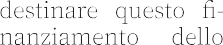 destinare questo fi-
nanziamento dello